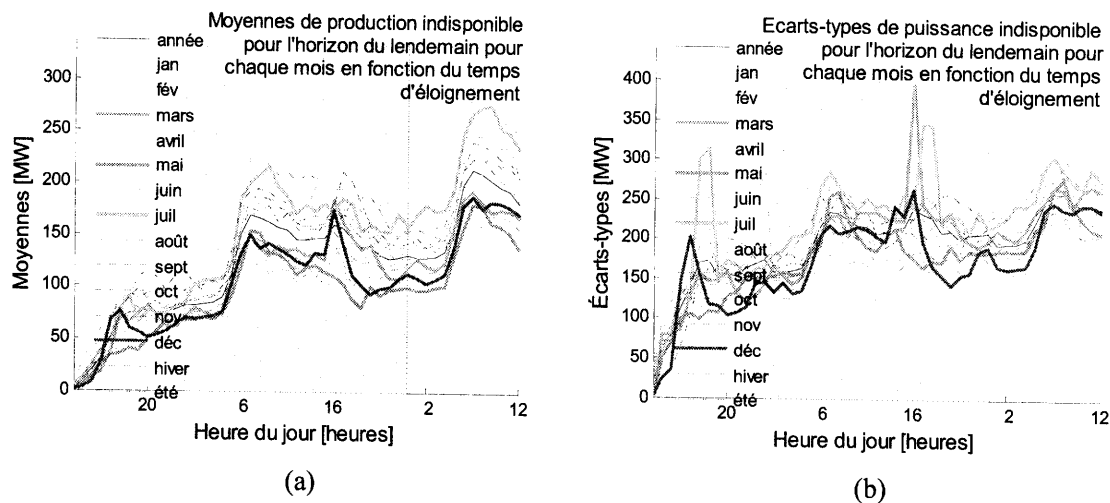 Moyennes de production indisponible
pour l'horizon du lendemain pour
chaque mois en fonction du temps
d'éloignement
300
250
200
150
100
50
0
Moyennes [MW]
année
jan
fév
mars
avril
mai
juin
juil
août
sept
oct
nov
déc
hiver
été
20
6
16
2
12
Heure du jour [heures]
(a)
Ecarts-types de puissance indisponible
pour l'horizon du lendemain pour
chaque mois en fonction du temps
d'éloignement
400
350
300
250
200
150
100
50
0
Écarts-types [MW]
année
jan
fév
mars
avril
mai
juin
juil
août
sept
oct
nov
déc
hiver
été
20
6
16
2
12
Heure du jour [heures]
(b)